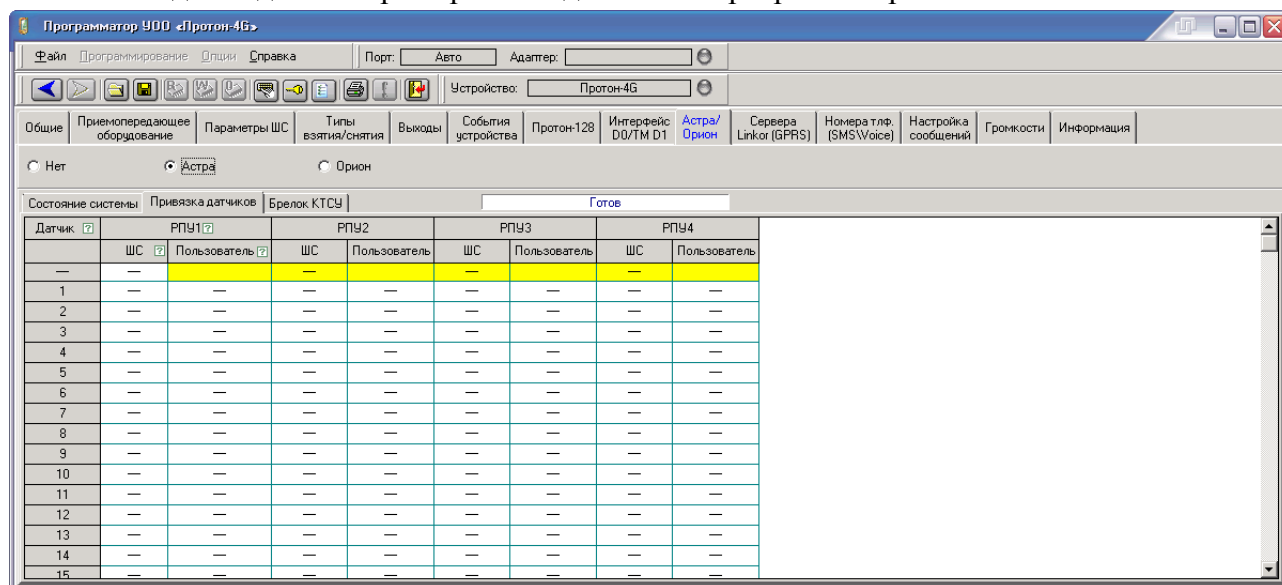 Программатор УОО «Протон-4G»
Файл Программирование Опции Справка Порт: Авто Адаптер:
Устройство: Протон-4G
Общие Приемопередающее оборудование Параметры ШС Типы взятия/снятия Выходы События устройства Протон-128 Интерфейс D0/TM D1 Астра/Орион Сервера Linkor (GPRS) Номера тлф. (SMS\Voice) Настройка сообщений Громкости Информация
Нет Астра Орион
Состояние системы Привязка датчиков Брелок КТСУ Готов
Датчик ? РПУ1 ? РПУ2 РПУ3 РПУ4
ШС ? Пользователь ? ШС Пользователь ШС Пользователь ШС Пользователь
— — — — —
1 — — — — — — — —
2 — — — — — — — —
3 — — — — — — — —
4 — — — — — — — —
5 — — — — — — — —
6 — — — — — — — —
7 — — — — — — — —
8 — — — — — — — —
9 — — — — — — — —
10 — — — — — — — —
11 — — — — — — — —
12 — — — — — — — —
13 — — — — — — — —
14 — — — — — — — —
15 — — — — — — — —